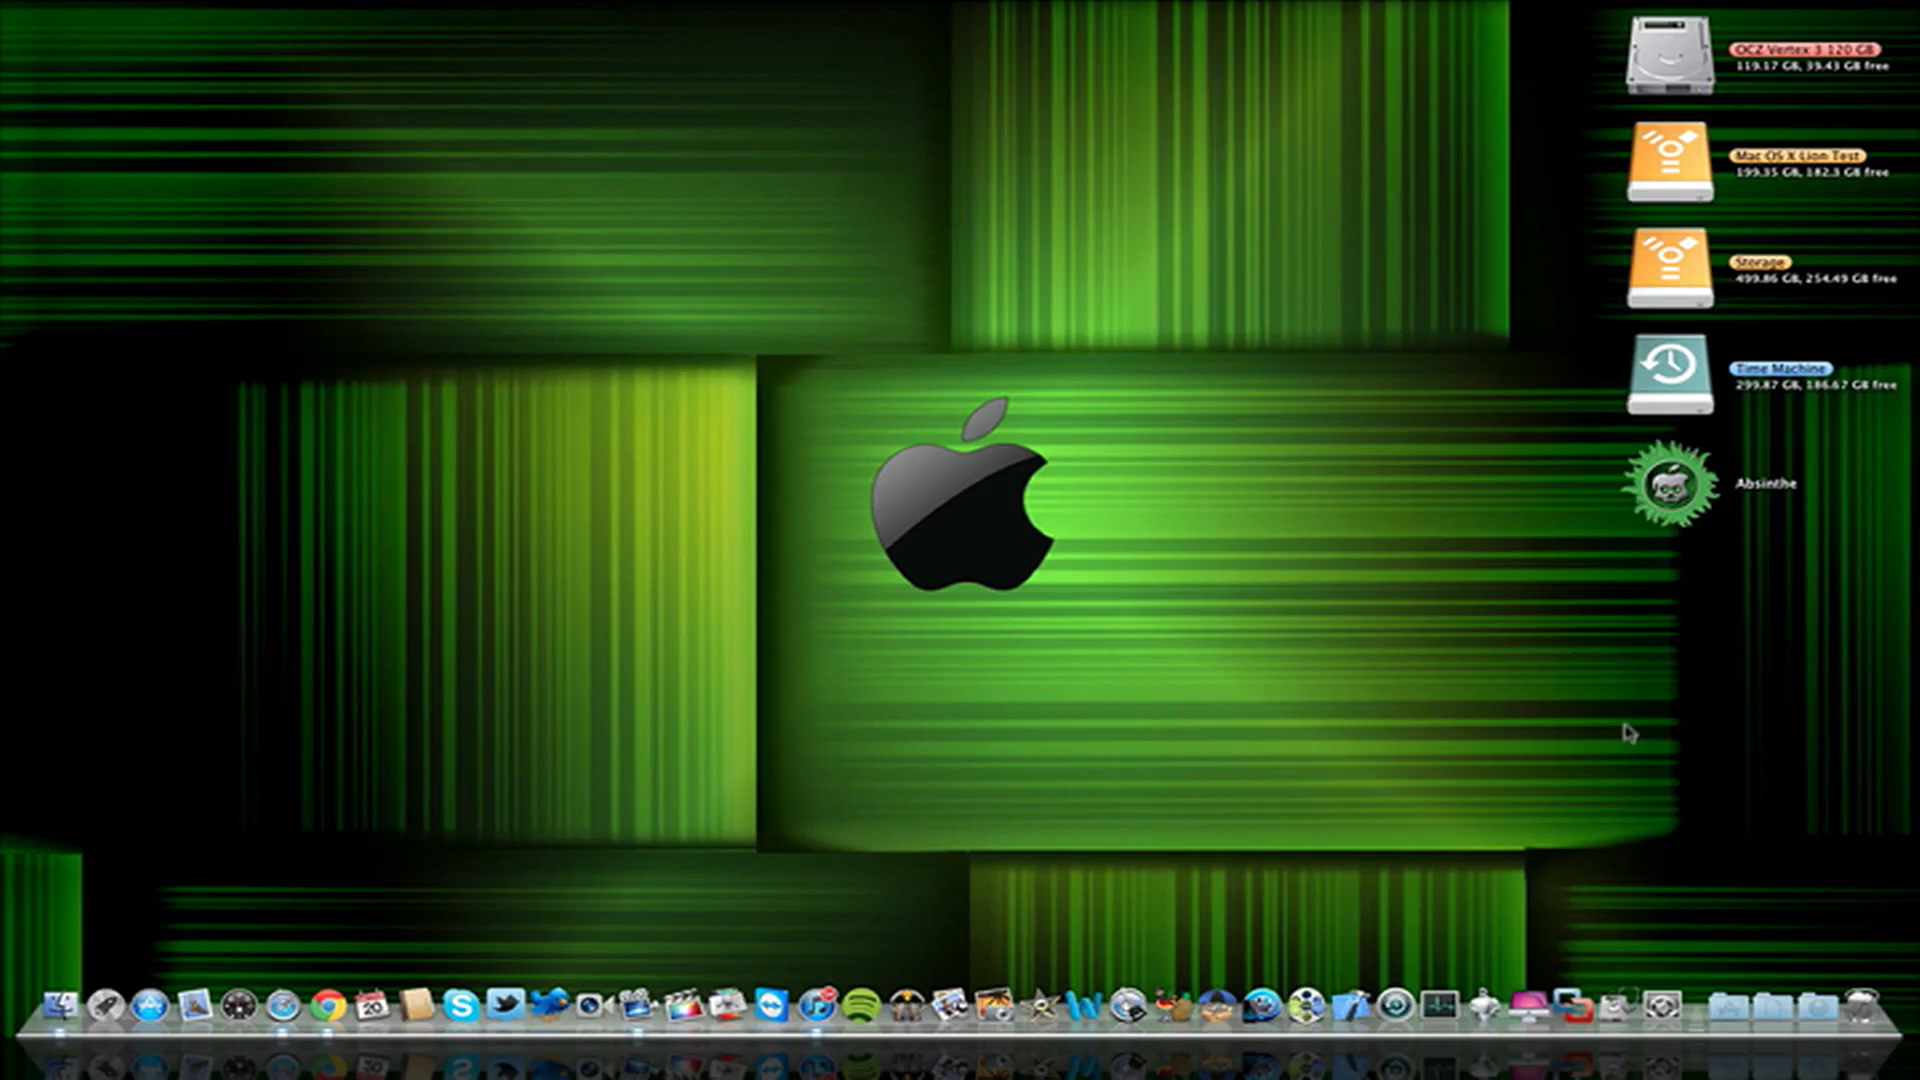 OCZ Vertex 3 120 GB
119.17 GB, 39.43 GB free
Mac OS X Lion Test
199.35 GB, 182.3 GB free
Storage
499.86 GB, 254.49 GB free
Time Machine
299.87 GB, 186.67 GB free
Absinthe
20